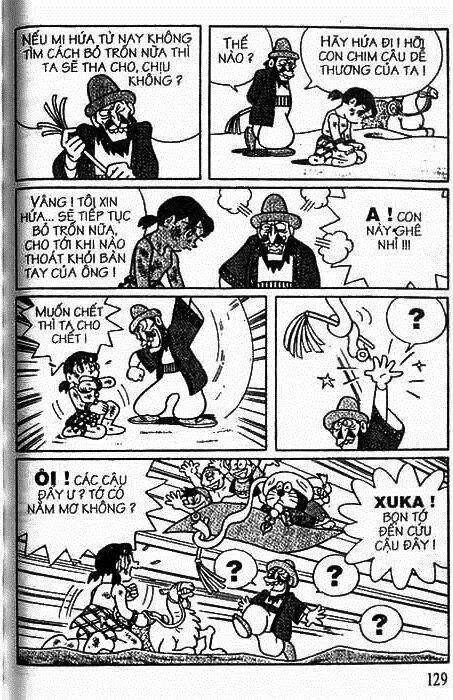 NẾU MI HỨA TỪ NAY KHÔNG
TÌM CÁCH BỎ TRỐN NỮA THÌ
TA SẼ THA CHO, CHỊU
KHÔNG ?
THẾ
NÀO ?
HÃY HỨA ĐI ! HỠI
CON CHIM CÂU DỄ
THƯƠNG CỦA TA !
VÂNG ! TÔI XIN
HỨA... SẼ TIẾP TỤC
BỎ TRỐN NỮA,
CHO TỚI KHI NÀO
THOÁT KHỎI BÀN
TAY CỦA ÔNG !
A ! CON
NÀY GHÊ
NHỈ !!!
MUỐN CHẾT
THÌ TA CHO
CHẾT !
?
ÔI ! CÁC CẬU
ĐẤY Ư ? TỚ CÓ
NẰM MƠ KHÔNG ?
XUKA !
BỌN TỚ
ĐẾN CỨU
CẬU ĐÂY !
?
?
?
129